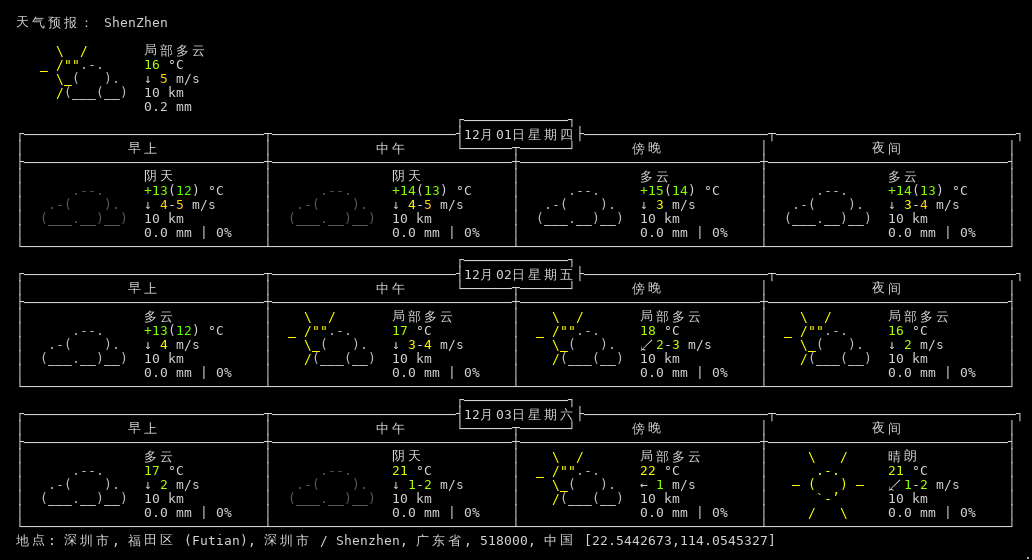 天气预报： ShenZhen
局部多云
16 °C
↓ 5 m/s
10 km
0.2 mm
12月01日星期四
早上 中午 傍晚 夜间
阴天 阴天 多云 多云
+13(12) °C +14(13) °C +15(14) °C +14(13) °C
↓ 4-5 m/s ↓ 4-5 m/s ↓ 3 m/s ↓ 3-4 m/s
10 km 10 km 10 km 10 km
0.0 mm | 0% 0.0 mm | 0% 0.0 mm | 0% 0.0 mm | 0%
12月02日星期五
早上 中午 傍晚 夜间
多云 局部多云 局部多云 局部多云
+13(12) °C 17 °C 18 °C 16 °C
↓ 4 m/s ↓ 3-4 m/s ↙2-3 m/s ↓ 2 m/s
10 km 10 km 10 km 10 km
0.0 mm | 0% 0.0 mm | 0% 0.0 mm | 0% 0.0 mm | 0%
12月03日星期六
早上 中午 傍晚 夜间
多云 阴天 局部多云 晴朗
17 °C 21 °C 22 °C 21 °C
↓ 2 m/s ↓ 1-2 m/s ← 1 m/s ↙1-2 m/s
10 km 10 km 10 km 10 km
0.0 mm | 0% 0.0 mm | 0% 0.0 mm | 0% 0.0 mm | 0%
地点: 深圳市, 福田区 (Futian), 深圳市 / Shenzhen, 广东省, 518000, 中国 [22.5442673,114.0545327]